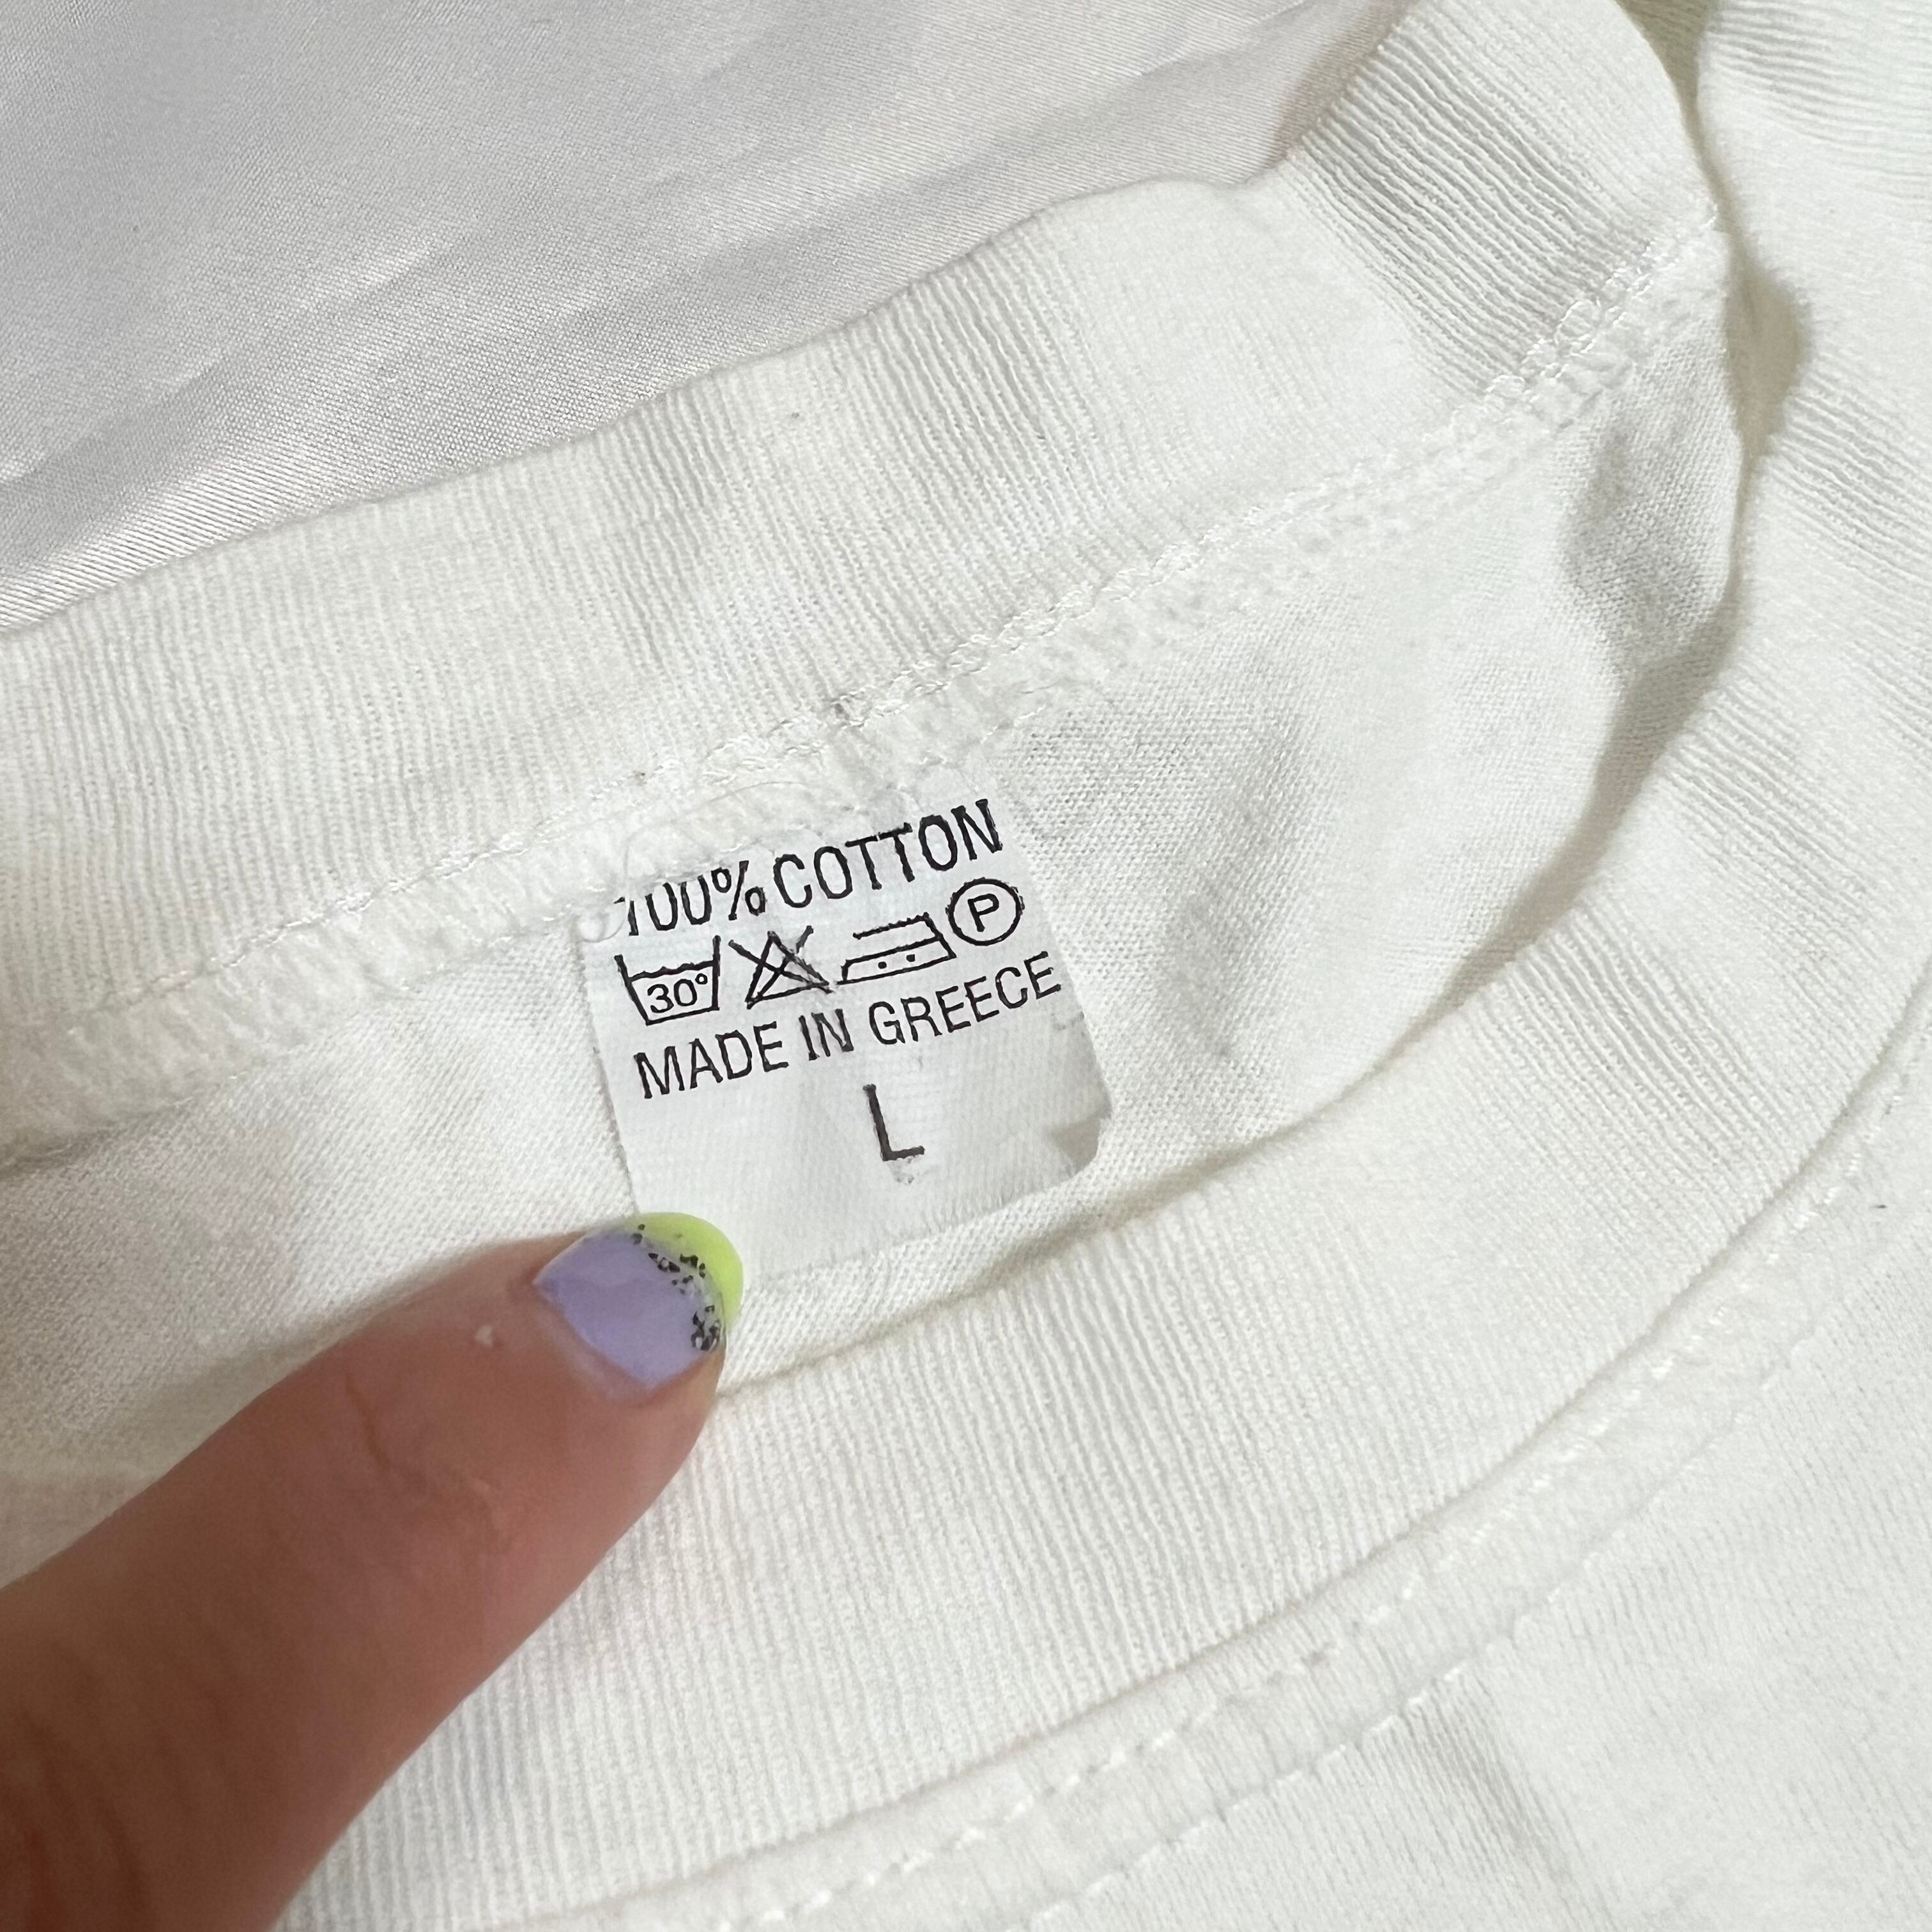 100% COTTON
30° P
MADE IN GREECE
L